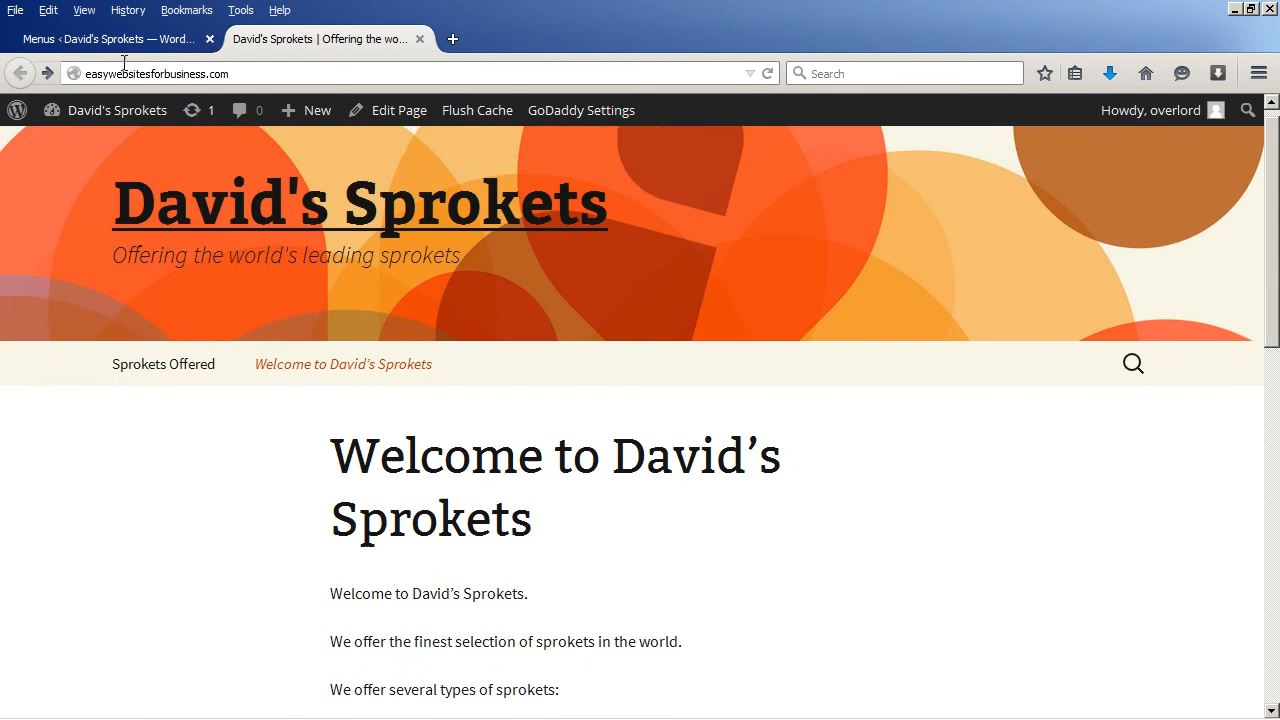 File Edit View History Bookmarks Tools Help
Menus ‹ David's Sprokets — Word... David's Sprokets | Offering the wo...
easywebsitesforbusiness.com Search
David's Sprokets 1 0 New Edit Page Flush Cache GoDaddy Settings Howdy, overlord
David's Sprokets
Offering the world's leading sprokets
Sprokets Offered Welcome to David’s Sprokets
Welcome to David’s
Sprokets
Welcome to David’s Sprokets.
We offer the finest selection of sprokets in the world.
We offer several types of sprokets: